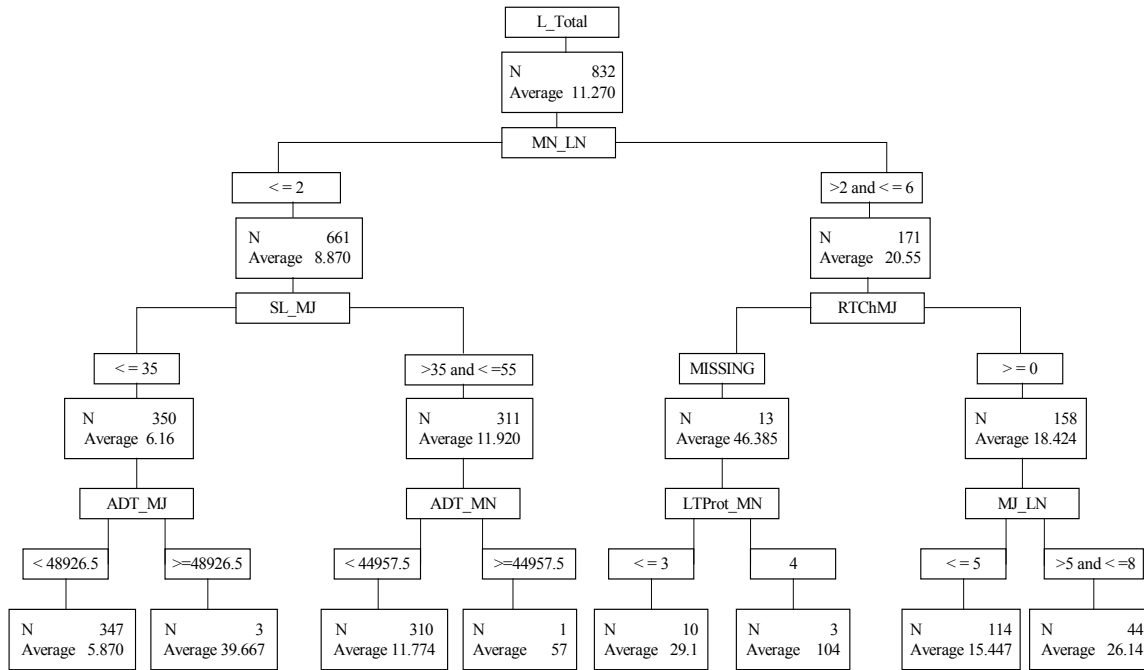 L_Total
N 832
Average 11.270
MN_LN
< = 2
>2 and < = 6
N 661
Average 8.870
N 171
Average 20.55
SL_MJ
RTChMJ
< = 35
>35 and < =55
MISSING
> = 0
N 350
Average 6.16
N 311
Average 11.920
N 13
Average 46.385
N 158
Average 18.424
ADT_MJ
ADT_MN
LTProt_MN
MJ_LN
< 48926.5
>=48926.5
< 44957.5
>=44957.5
< = 3
4
< = 5
>5 and < =8
N 347
Average 5.870
N 3
Average 39.667
N 310
Average 11.774
N 1
Average 57
N 10
Average 29.1
N 3
Average 104
N 114
Average 15.447
N 44
Average 26.14